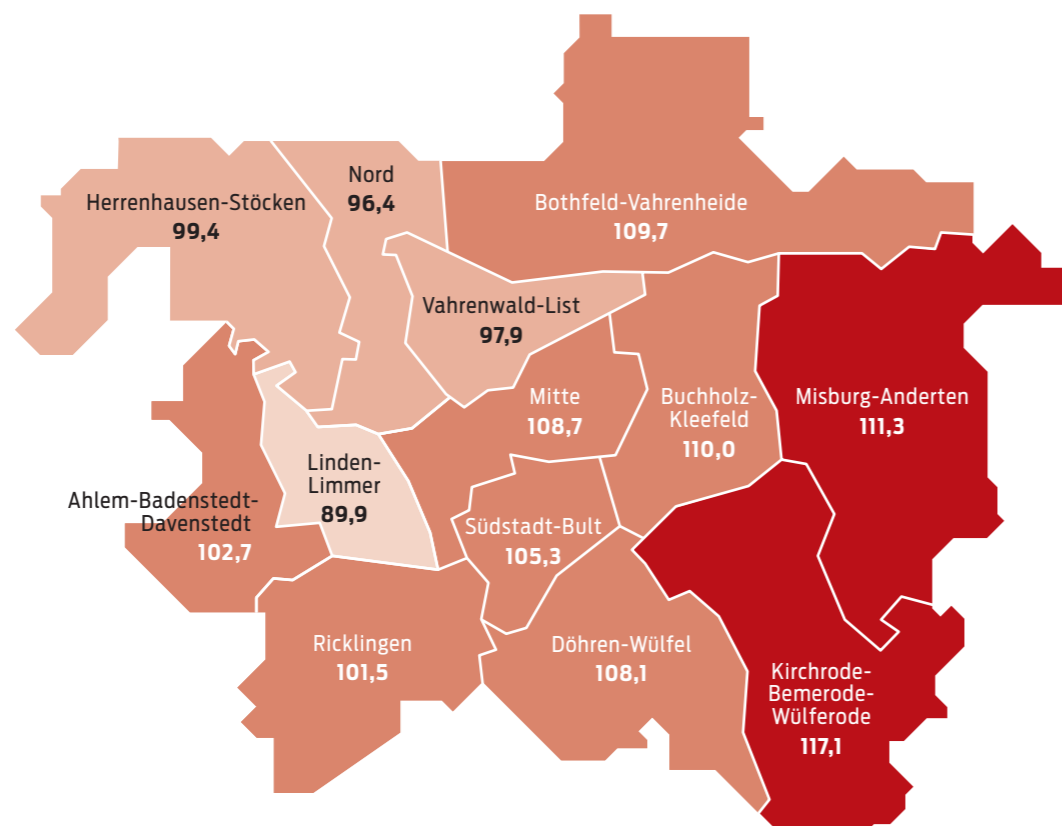 Nord
96,4
Herrenhausen-Stöcken
99,4
Bothfeld-Vahrenheide
109,7
Vahrenwald-List
97,9
Mitte
108,7
Buchholz-
Kleefeld
110,0
Misburg-Anderten
111,3
Linden-
Limmer
89,9
Ahlem-Badenstedt-
Davenstedt
102,7
Südstadt-Bult
105,3
Ricklingen
101,5
Döhren-Wülfel
108,1
Kirchrode-
Bemerode-
Wülferode
117,1